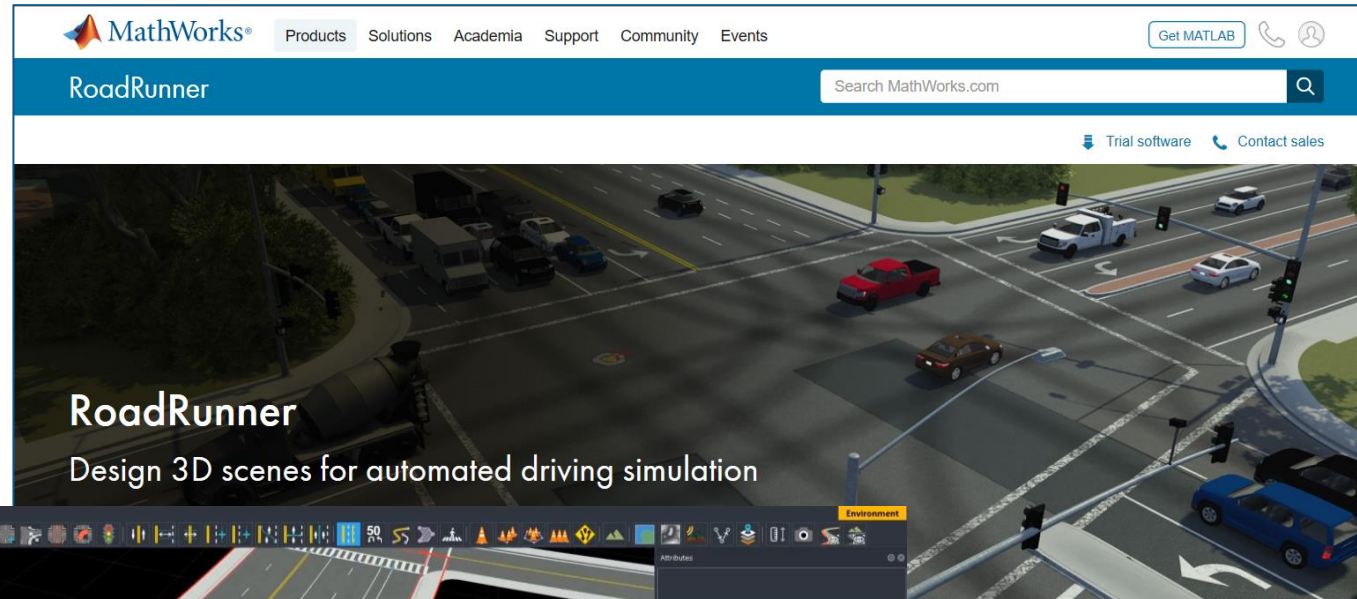 MathWorks® Products Solutions Academia Support Community Events Get MATLAB
RoadRunner Search MathWorks.com
Trial software Contact sales
RoadRunner
Design 3D scenes for automated driving simulation
Environment
50
Attributes